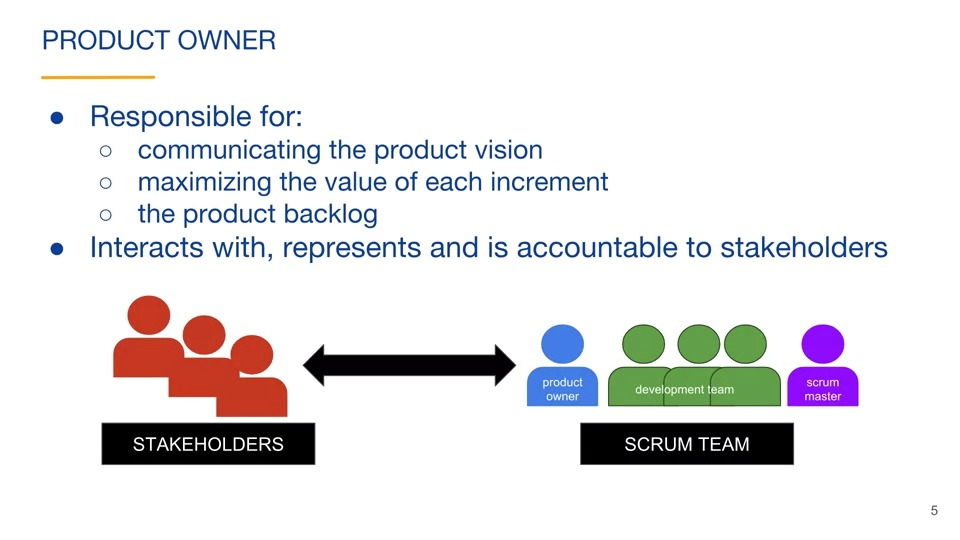 PRODUCT OWNER
● Responsible for:
○ communicating the product vision
○ maximizing the value of each increment
○ the product backlog
● Interacts with, represents and is accountable to stakeholders
product
owner
development team
scrum
master
STAKEHOLDERS
SCRUM TEAM
5